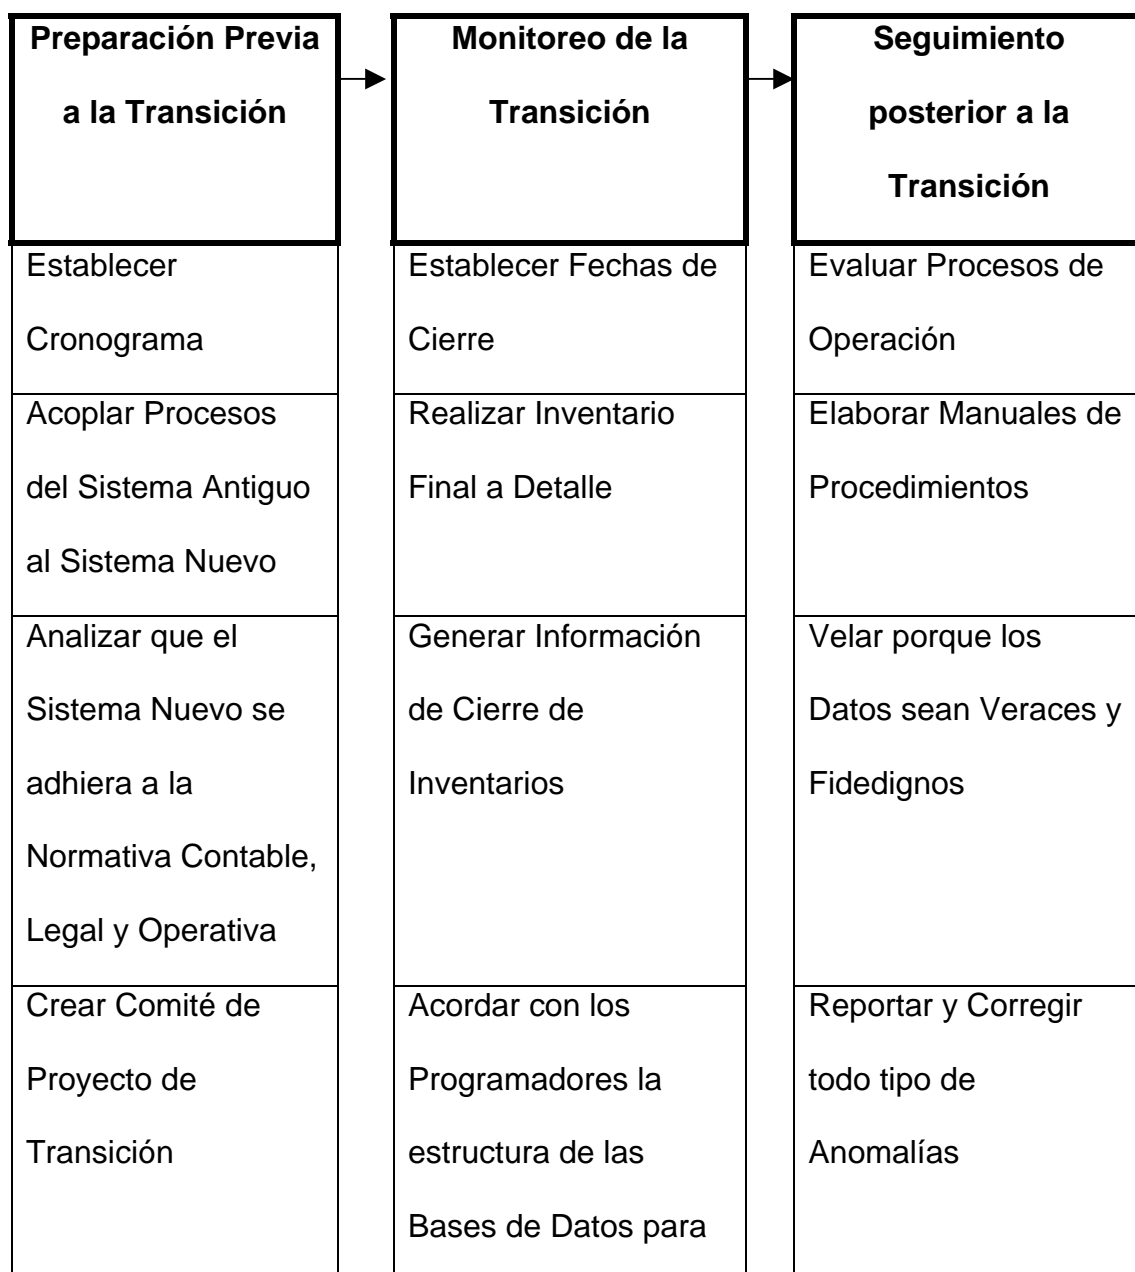 Preparación Previa
a la Transición
Monitoreo de la
Transición
Seguimiento
posterior a la
Transición
Establecer
Cronograma
Establecer Fechas de
Cierre
Evaluar Procesos de
Operación
Acoplar Procesos
del Sistema Antiguo
al Sistema Nuevo
Realizar Inventario
Final a Detalle
Elaborar Manuales de
Procedimientos
Analizar que el
Sistema Nuevo se
adhiera a la
Normativa Contable,
Legal y Operativa
Generar Información
de Cierre de
Inventarios
Velar porque los
Datos sean Veraces y
Fidedignos
Crear Comité de
Proyecto de
Transición
Acordar con los
Programadores la
estructura de las
Bases de Datos para
Reportar y Corregir
todo tipo de
Anomalías